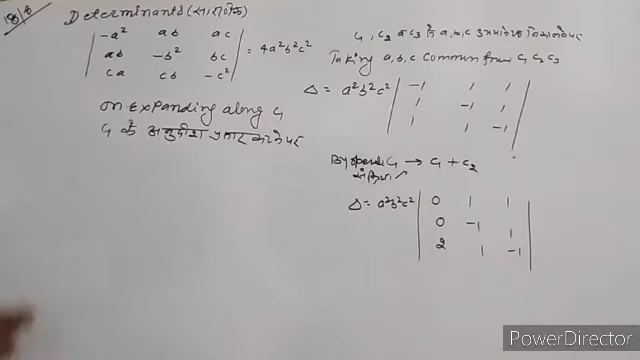 18/8
Determinants (सारणिक)
| -a² ab ac |
| ab -b² bc | = 4a²b²c²
| ca cb -c² |
on Expanding along C₁
C₁ के अनुदिश प्रसार करने पर
C₁, C₂ व C₃ से a, b, c उभयनिष्ठ लेने पर
Taking a, b, c common from C₁ C₂ C₃
Δ = a²b²c² | -1 1 1 |
| 1 -1 1 |
| 1 1 -1 |
By C₁ → C₁ + C₂
Δ = a²b²c² | 0 1 1 |
| 0 -1 1 |
| 2 1 -1 |
PowerDirector